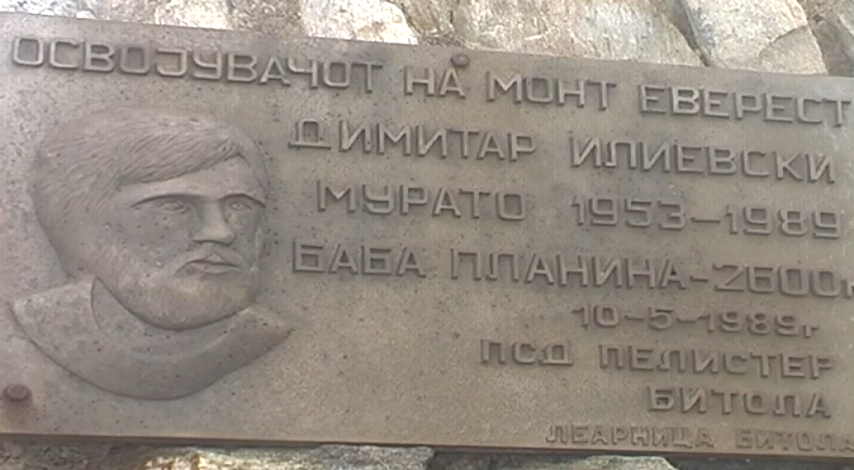 ОСВОЈУВАЧОТ НА МОНТ ЕВЕРЕСТ
ДИМИТАР ИЛИЕВСКИ
МУРАТО 1953-1989
БАБА ПЛАНИНА-2600м
10-5-1989г
ПСД ПЕЛИСТЕР
БИТОЛА
ЛЕАРНИЦА БИТОЛА